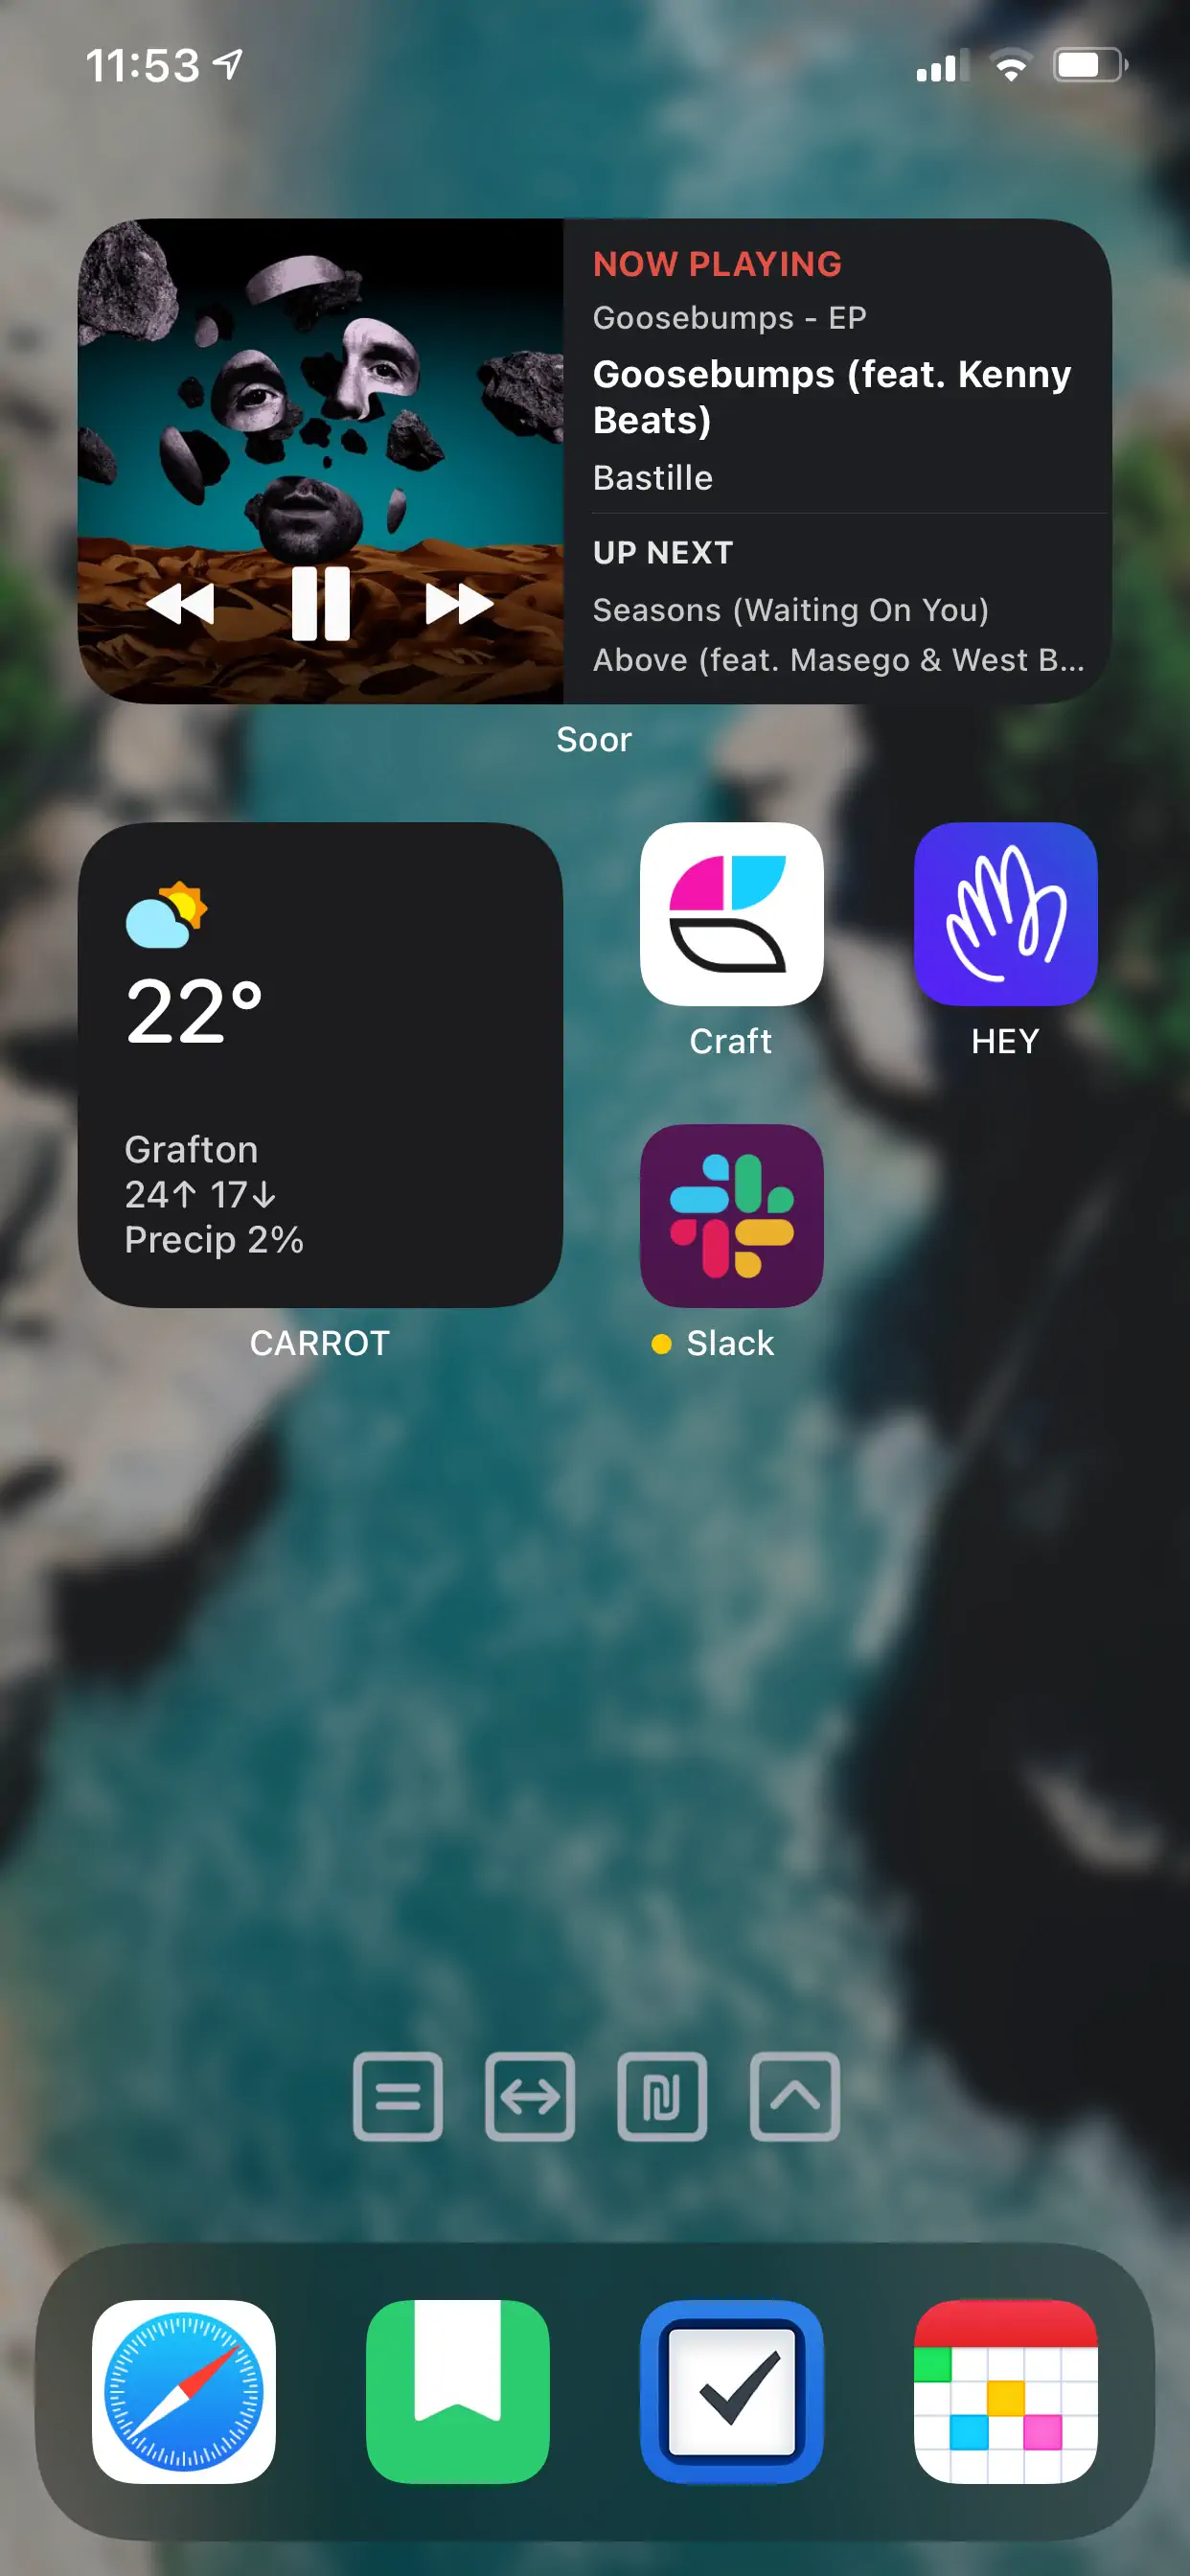 11:53
NOW PLAYING
Goosebumps - EP
Goosebumps (feat. Kenny
Beats)
Bastille
UP NEXT
Seasons (Waiting On You)
Above (feat. Masego & West B...
Soor
22°
Grafton
24↑ 17↓
Precip 2%
CARROT
Craft
HEY
Slack